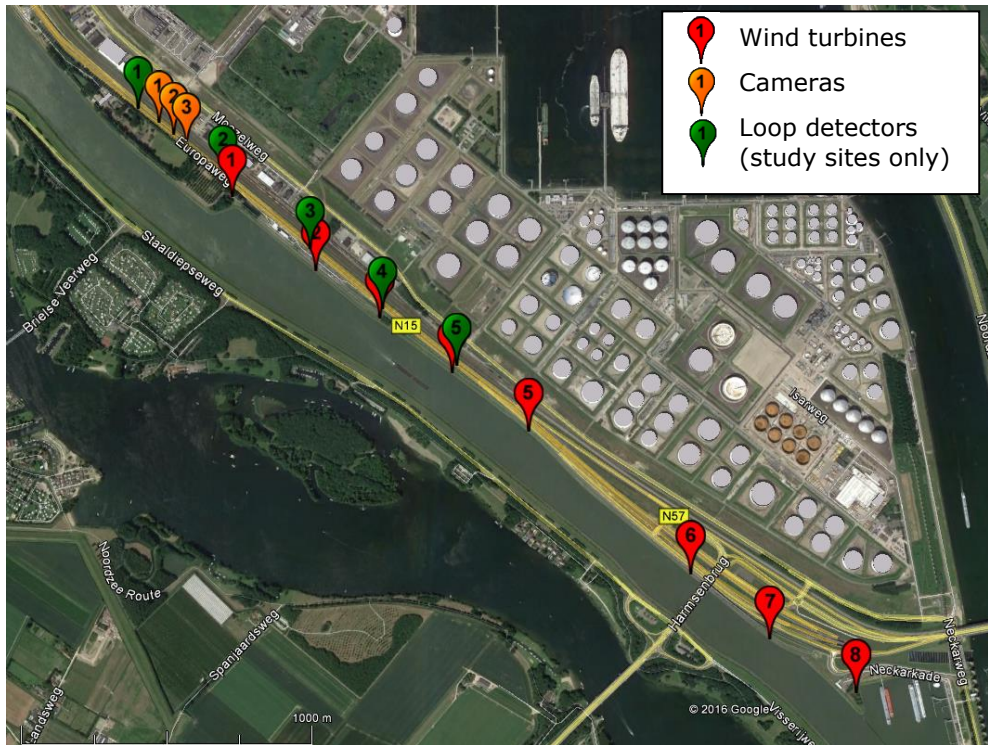 1 Wind turbines
1 Cameras
1 Loop detectors
(study sites only)
1
1
2
3
2
1
Moezelweg
Europaweg
3
2
4
Staaldiepseweg
Brielse Veerweg
N15
5
5
Isarweg
N57
6
Harmsenbrug
7
8
Neckarkade
Neckarweg
Noordzee Route
Spanjaardsweg
Landsweg
1000 m
© 2016 Google
Visserijweg